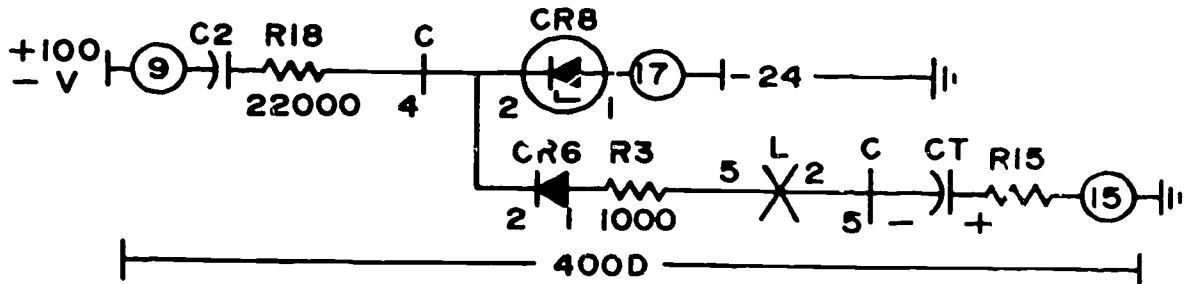 CR8
+100 C2 R18 C
- V 9 17 -24
22000 4 2 1
CR6 R3 L C CT R15
5 2 15
2 1 1000 5 - +
400D